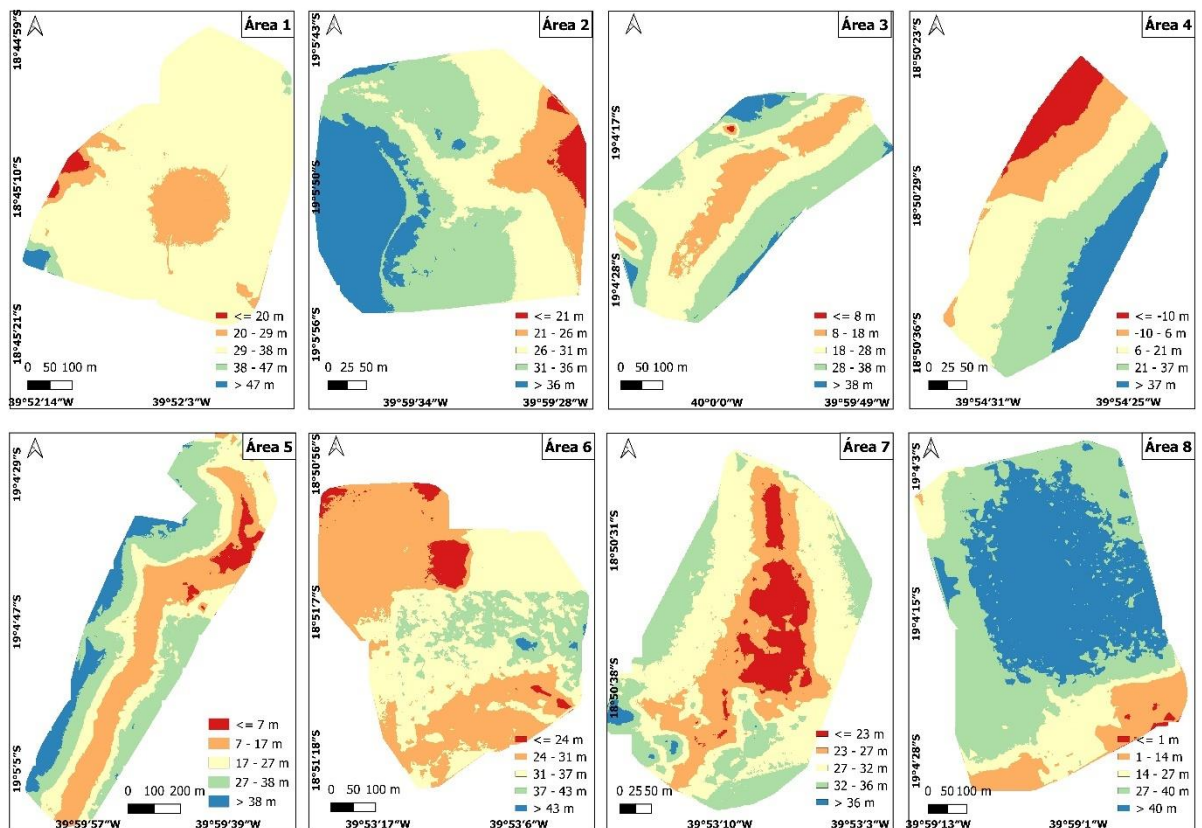 Área 1
18°44'59"S
18°45'10"S
18°45'21"S
<= 20 m
20 - 29 m
29 - 38 m
38 - 47 m
> 47 m
0 50 100 m
39°52'14"W 39°52'3"W
Área 2
19°5'43"S
19°5'50"S
19°5'56"S
<= 21 m
21 - 26 m
26 - 31 m
31 - 36 m
> 36 m
0 25 50 m
39°59'34"W 39°59'28"W
Área 3
19°4'17"S
19°4'28"S
<= 8 m
8 - 18 m
18 - 28 m
28 - 38 m
> 38 m
0 50 100 m
40°0'0"W 39°59'49"W
Área 4
18°50'23"S
18°50'29"S
18°50'36"S
<= -10 m
-10 - 6 m
6 - 21 m
21 - 37 m
> 37 m
0 25 50 m
39°54'31"W 39°54'25"W
Área 5
19°4'29"S
19°4'47"S
19°5'5"S
<= 7 m
7 - 17 m
17 - 27 m
27 - 38 m
> 38 m
0 100 200 m
39°59'57"W 39°59'39"W
Área 6
18°50'56"S
18°51'7"S
18°51'18"S
<= 24 m
24 - 31 m
31 - 37 m
37 - 43 m
> 43 m
0 50 100 m
39°53'17"W 39°53'6"W
Área 7
18°50'31"S
18°50'38"S
<= 23 m
23 - 27 m
27 - 32 m
32 - 36 m
> 36 m
0 25 50 m
39°53'10"W 39°53'3"W
Área 8
19°4'3"S
19°4'15"S
19°4'28"S
<= 1 m
1 - 14 m
14 - 27 m
27 - 40 m
> 40 m
0 50 100 m
39°59'13"W 39°59'1"W